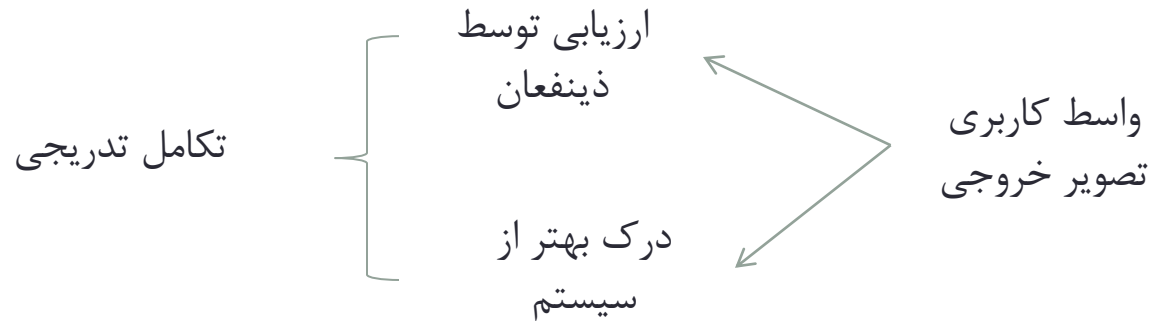 واسط کاربری
تصویر خروجی
ارزیابی توسط
ذینفعان
درک بهتر از
سیستم
تکامل تدریجی